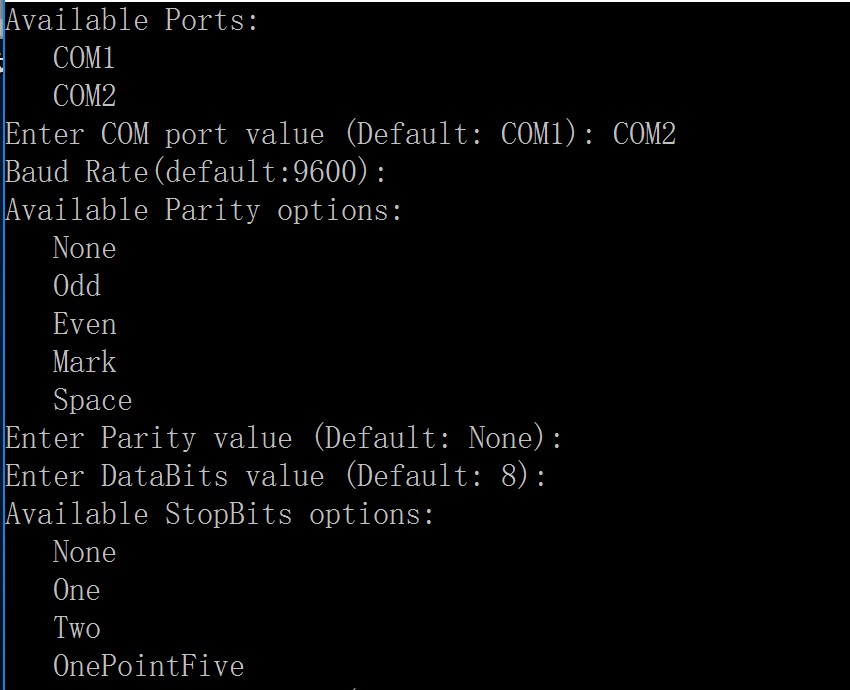 Available Ports:
COM1
COM2
Enter COM port value (Default: COM1): COM2
Baud Rate(default:9600):
Available Parity options:
None
Odd
Even
Mark
Space
Enter Parity value (Default: None):
Enter DataBits value (Default: 8):
Available StopBits options:
None
One
Two
OnePointFive